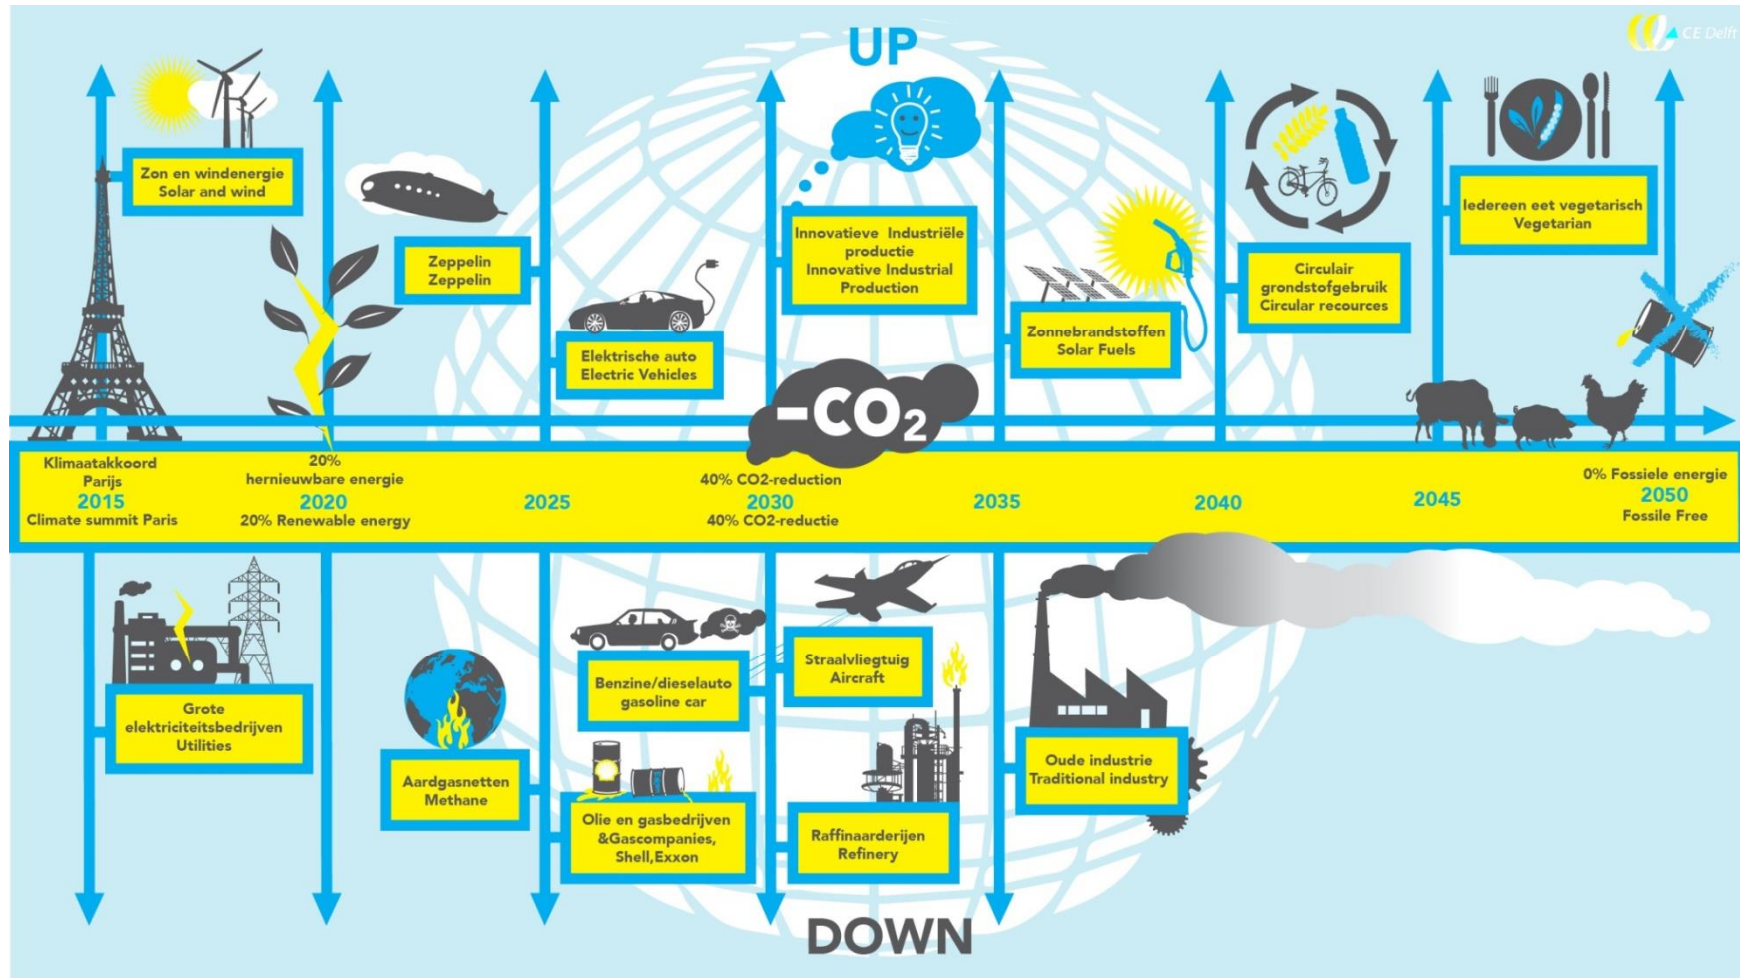 UP
CE Delft
Zon en windenergie
Solar and wind
Zeppelin
Zeppelin
Elektrische auto
Electric Vehicles
Innovatieve Industriële
productie
Innovative Industrial
Production
Zonnebrandstoffen
Solar Fuels
Circulair
grondstofgebruik
Circular recources
Iedereen eet vegetarisch
Vegetarian
-CO2
Klimaatakkoord
Parijs
2015
Climate summit Paris
20%
hernieuwbare energie
2020
20% Renewable energy
2025
40% CO2-reduction
2030
40% CO2-reductie
2035
2040
2045
0% Fossiele energie
2050
Fossile Free
Grote
elektriciteitsbedrijven
Utilities
Aardgasnetten
Methane
Benzine/dieselauto
gasoline car
Olie en gasbedrijven
&Gascompanies,
Shell,Exxon
Straalvliegtuig
Aircraft
Raffinaarderijen
Refinery
Oude industrie
Traditional industry
DOWN